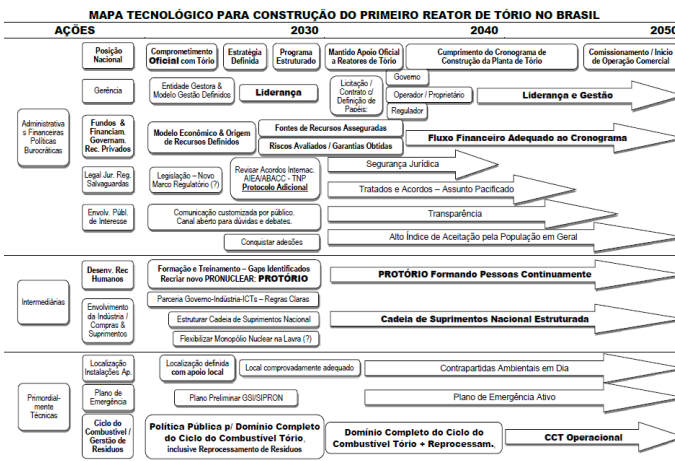 MAPA TECNOLÓGICO PARA CONSTRUÇÃO DO PRIMEIRO REATOR DE TÓRIO NO BRASIL
AÇÕES 2030 2040 2050
Posição
Nacional
Comprometimento
Oficial com Tório
Estratégia
Definida
Programa
Estruturado
Mantido Apoio Oficial
a Reatores de Tório
Cumprimento do Cronograma de
Construção da Planta de Tório
Comissionamento / Início
de Operação Comercial
Gerência
Entidade Gestora &
Modelo Gestão Definidos
Liderança
Licitação /
Contrato c/
Definição de
Papéis:
Governo
Operador / Proprietário
Regulador
Liderança e Gestão
Administrativa
s Financeiras
Políticas
Burocráticas
Fundos &
Financiam.
Governam.
Rec. Privados
Modelo Econômico & Origem
de Recursos Definidos
Fontes de Recursos Asseguradas
Riscos Avaliados / Garantias Obtidas
Fluxo Financeiro Adequado ao Cronograma
Legal Jur. Reg.
Salvaguardas
Legislação – Novo
Marco Regulatório (?)
Revisar Acordos Internac.
AIEA/ABACC - TNP
Protocolo Adicional
Segurança Jurídica
Tratados e Acordos – Assunto Pacificado
Envolv. Públ.
de Interesse
Comunicação customizada por público.
Canal aberto para dúvidas e debates.
Transparência
Conquistar adesões
Alto Índice de Aceitação pela População em Geral
Intermediárias
Desenv. Rec
Humanos
Formação e Treinamento – Gaps Identificados
Recriar novo PRONUCLEAR: PROTÓRIO
PROTÓRIO Formando Pessoas Continuamente
Envolvimento
da Indústria /
Compras &
Suprimentos
Parceria Governo-Indústria-ICTs – Regras Claras
Estruturar Cadeia de Suprimentos Nacional
Flexibilizar Monopólio Nuclear na Lavra (?)
Cadeia de Suprimentos Nacional Estruturada
Primordial-
mente
Técnicas
Localização
Instalações Ap.
Localização definida
com apoio local
Local comprovadamente adequado
Contrapartidas Ambientais em Dia
Plano de
Emergência
Plano Preliminar GSI/SIPRON
Plano de Emergência Ativo
Ciclo do
Combustível /
Gerstão de
Resíduos
Política Pública p/ Domínio Completo
do Ciclo do Combustível Tório,
inclusive Reprocessamento de Resíduos
Domínio Completo do Ciclo do
Combustível Tório + Reprocessam.,
CCT Operacional